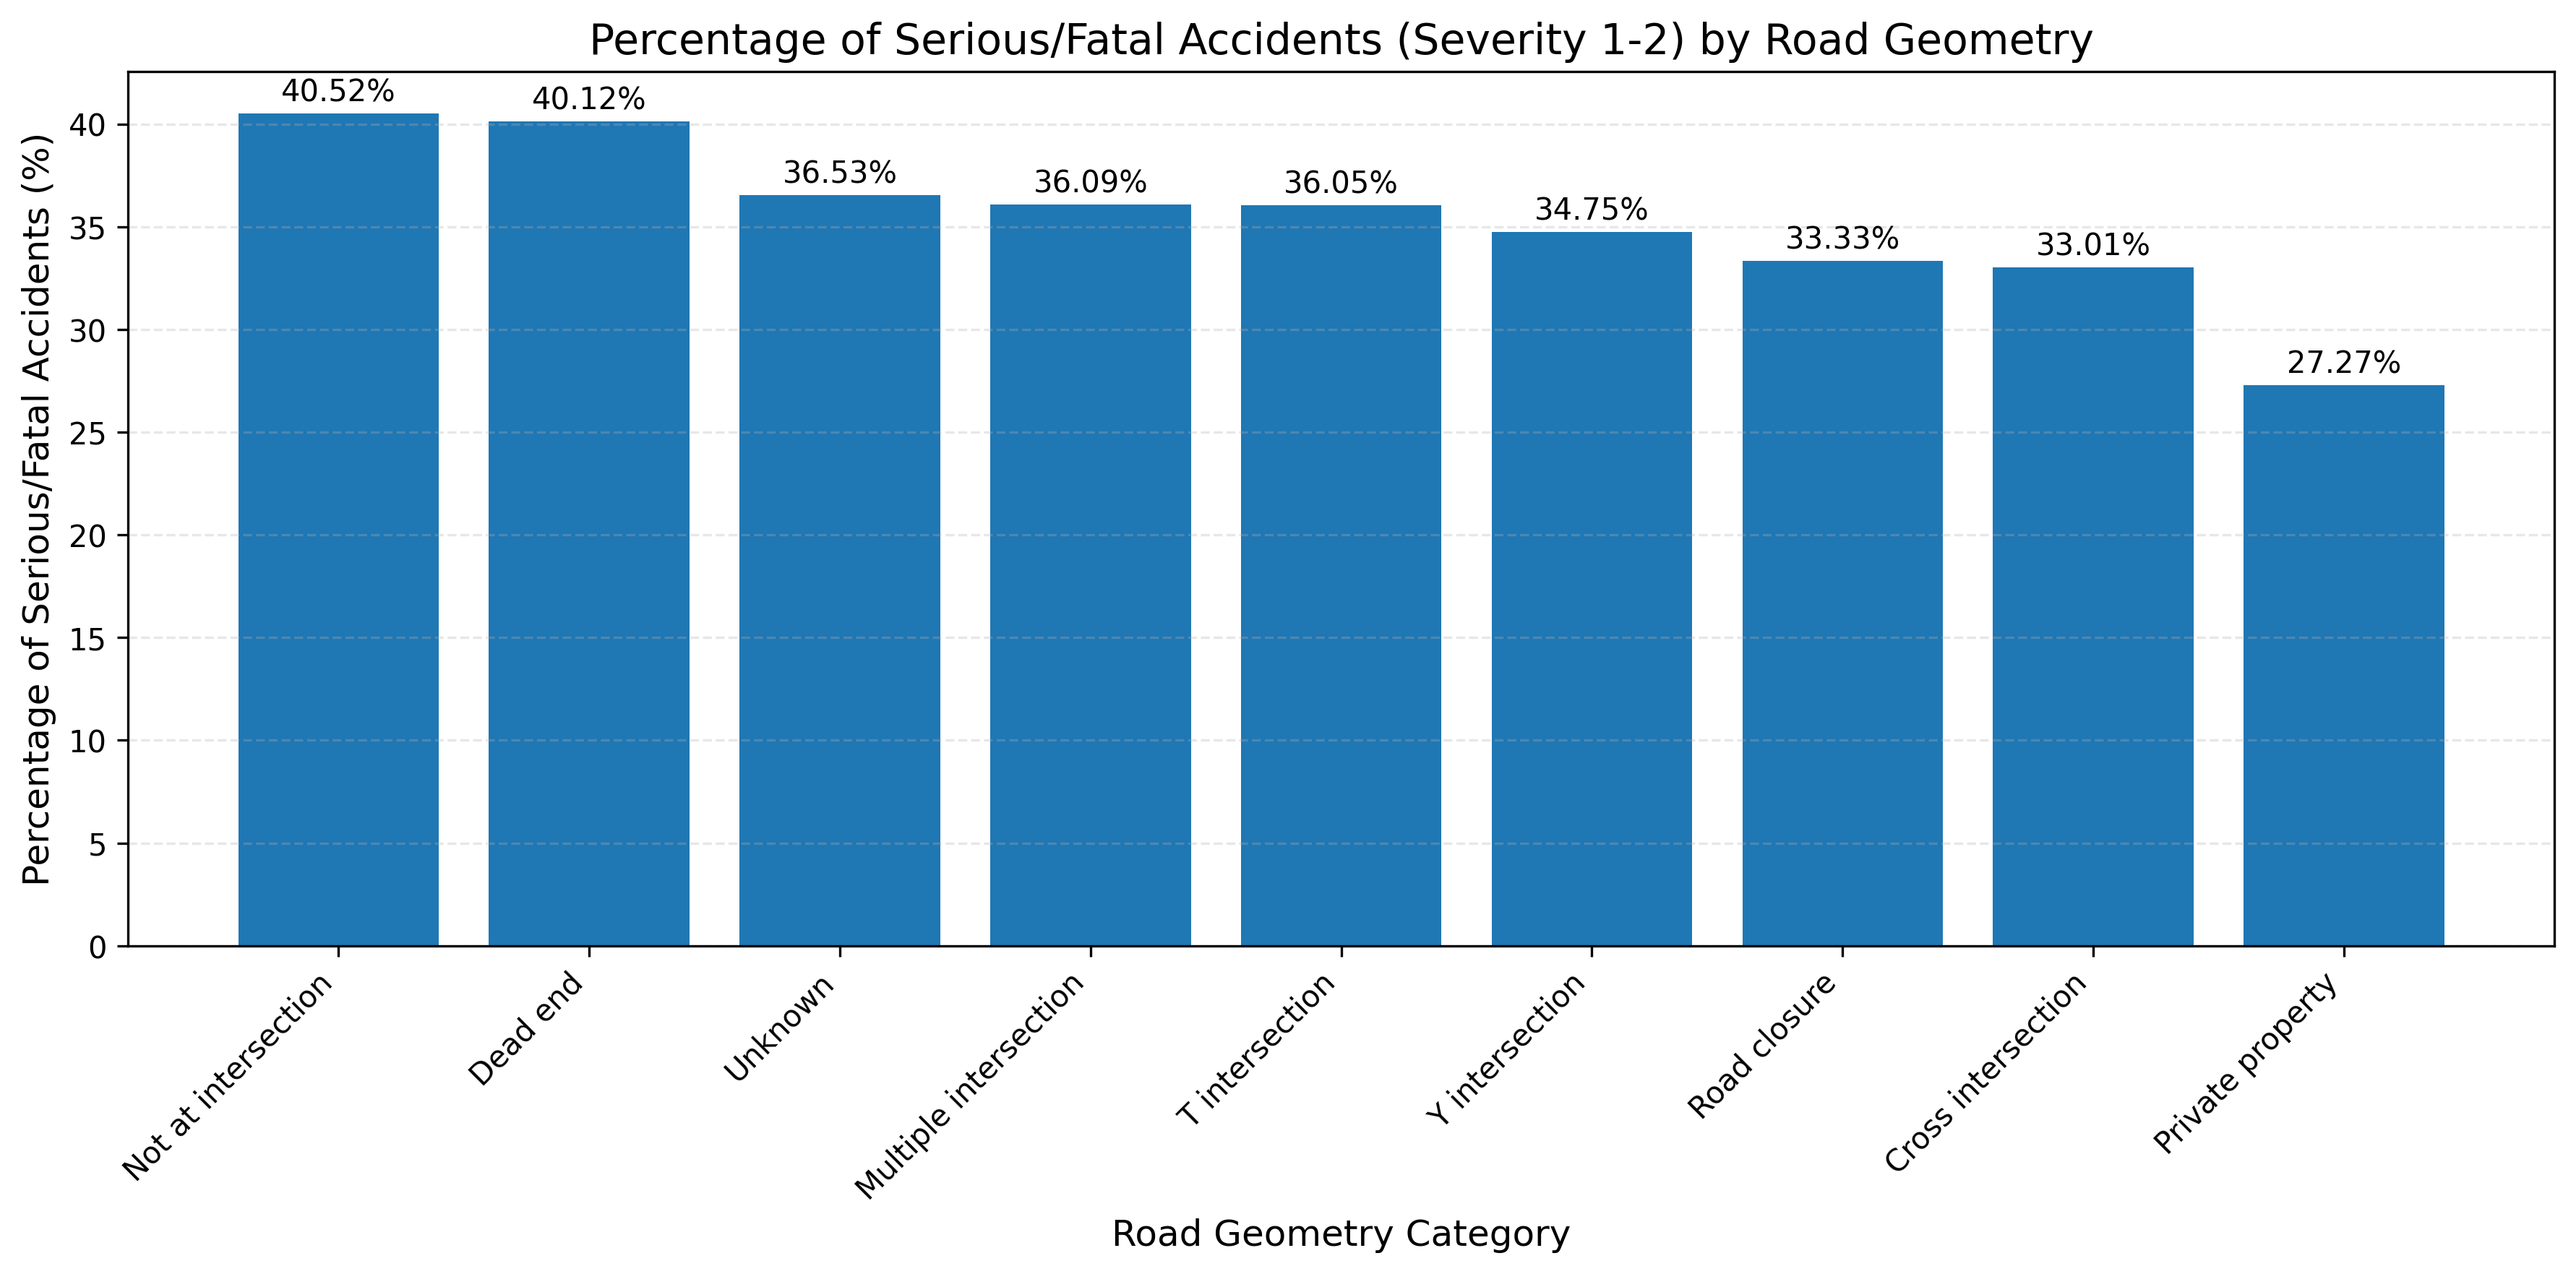 Percentage of Serious/Fatal Accidents (Severity 1-2) by Road Geometry
Percentage of Serious/Fatal Accidents (%)
40
35
30
25
20
15
10
5
0
40.52%
40.12%
36.53%
36.09%
36.05%
34.75%
33.33%
33.01%
27.27%
Not at intersection
Dead end
Unknown
Multiple intersection
T intersection
Y intersection
Road closure
Cross intersection
Private property
Road Geometry Category